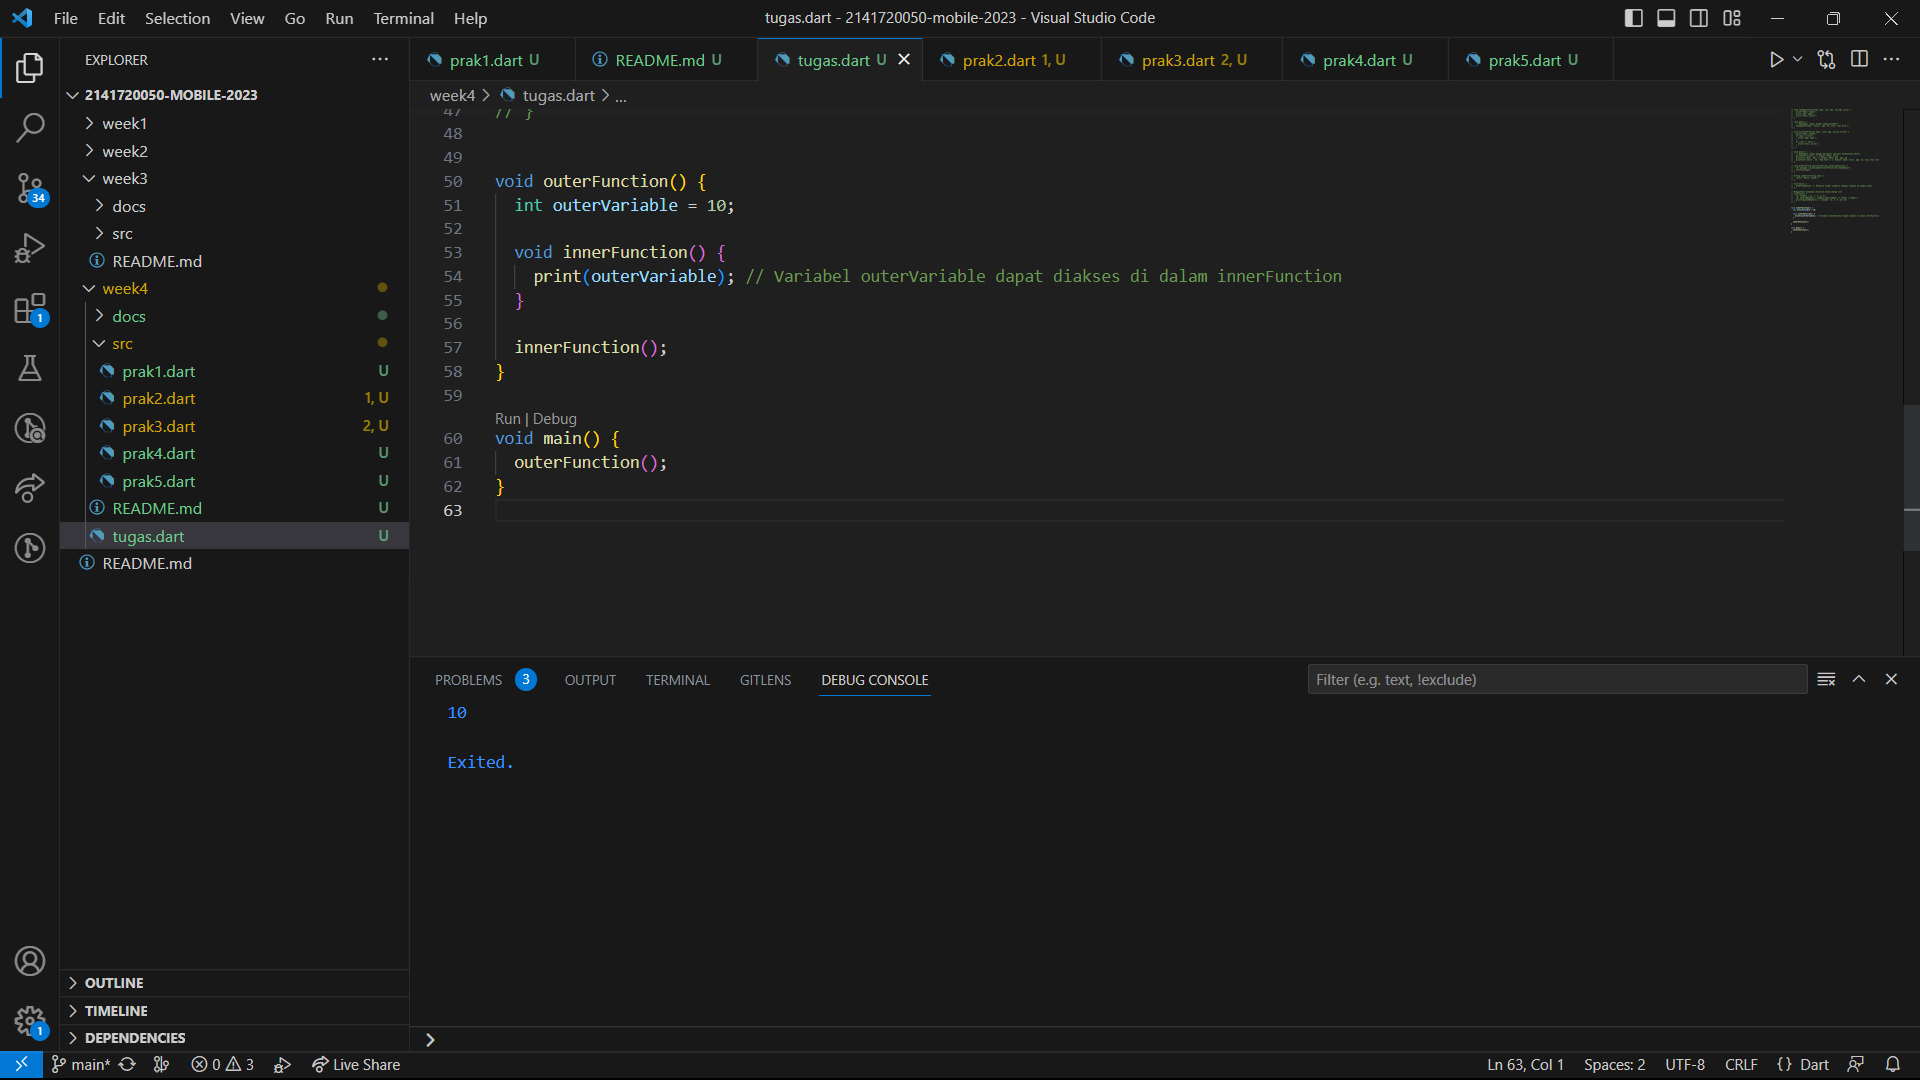 File Edit Selection View Go Run Terminal Help
tugas.dart - 2141720050-mobile-2023 - Visual Studio Code
EXPLORER
2141720050-MOBILE-2023
week1
week2
week3
docs
src
README.md
week4
docs
src
prak1.dart U
prak2.dart 1, U
prak3.dart 2, U
prak4.dart U
prak5.dart U
README.md U
tugas.dart U
README.md
OUTLINE
TIMELINE
DEPENDENCIES
34
1
1
prak1.dart U README.md U tugas.dart U prak2.dart 1, U prak3.dart 2, U prak4.dart U prak5.dart U
week4 > tugas.dart > ...
47 // }
48
49
50 void outerFunction() {
51 int outerVariable = 10;
52
53 void innerFunction() {
54 print(outerVariable); // Variabel outerVariable dapat diakses di dalam innerFunction
55 }
56
57 innerFunction();
58 }
59
Run | Debug
60 void main() {
61 outerFunction();
62 }
63
PROBLEMS 3 OUTPUT TERMINAL GITLENS DEBUG CONSOLE
Filter (e.g. text, !exclude)
10
Exited.
main* 0 3 Live Share
Ln 63, Col 1 Spaces: 2 UTF-8 CRLF {} Dart